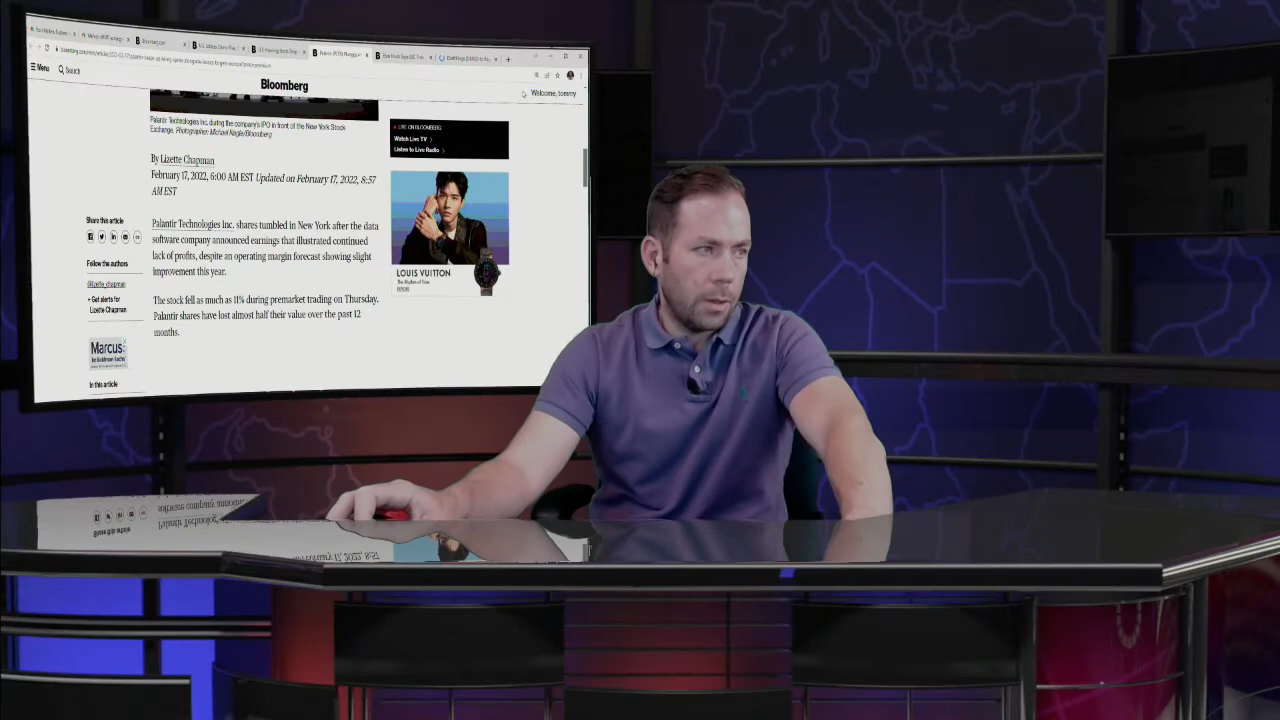 Menu
Search
Bloomberg
Welcome, tommy
Palantir Technologies Inc. during the company's IPO in front of the New York Stock
Exchange. Photographer: Michael Nagle/Bloomberg
LIVE ON BLOOMBERG
Watch Live TV >
Listen to Live Radio >
By Lizette Chapman
February 17, 2022, 6:00 AM EST Updated on February 17, 2022, 8:57
AM EST
Share this article
Palantir Technologies Inc. shares tumbled in New York after the data
software company announced earnings that illustrated continued
lack of profits, despite an operating margin forecast showing slight
improvement this year.
Follow the authors
@lizette_chapman
+ Get alerts for
Lizette Chapman
LOUIS VUITTON
The stock fell as much as 11% during premarket trading on Thursday.
Palantir shares have lost almost half their value over the past 12
months.
Marcus:
by Goldman Sachs
In this article